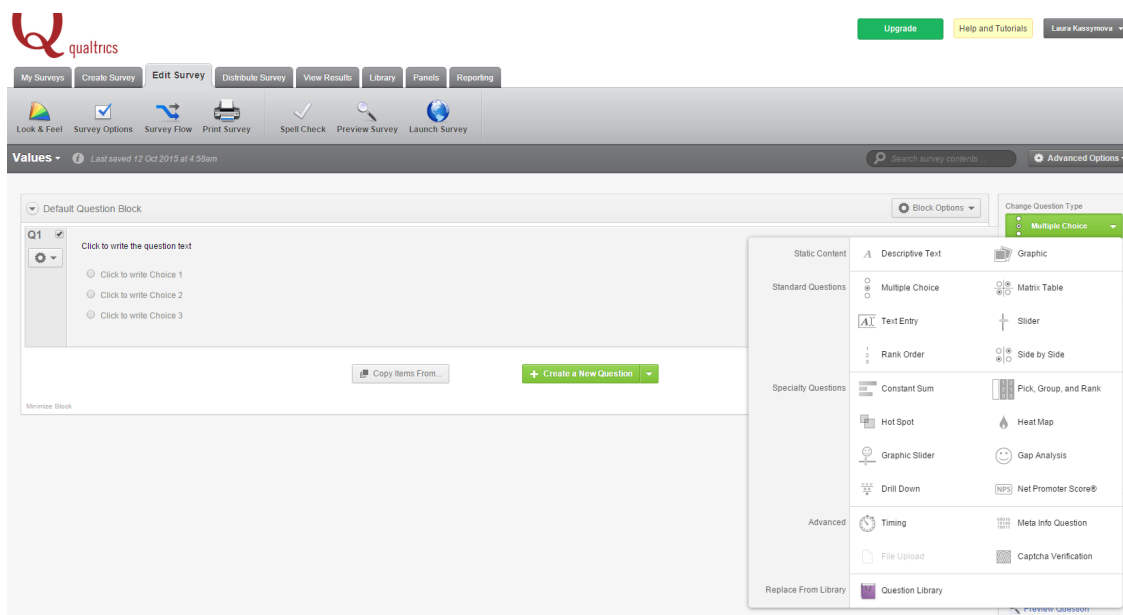 qualtrics
Upgrade
Help and Tutorials
Laura Kassymova
My Surveys
Create Survey
Edit Survey
Distribute Survey
View Results
Library
Panels
Reporting
Look & Feel
Survey Options
Survey Flow
Print Survey
Spell Check
Preview Survey
Launch Survey
Values
Last saved 12 Oct 2015 at 4:56am
Search survey contents...
Advanced Options
Default Question Block
Block Options
Change Question Type
Multiple Choice
Q1
Click to write the question text
Click to write Choice 1
Click to write Choice 2
Click to write Choice 3
Copy Items From...
Create a New Question
Minimize Block
Static Content
Descriptive Text
Graphic
Standard Questions
Multiple Choice
Matrix Table
Text Entry
Slider
Rank Order
Side by Side
Specialty Questions
Constant Sum
Pick, Group, and Rank
Hot Spot
Heat Map
Graphic Slider
Gap Analysis
Drill Down
NPS
Net Promoter Score®
Advanced
Timing
Meta Info Question
File Upload
Captcha Verification
Replace From Library
Question Library
Preview Question